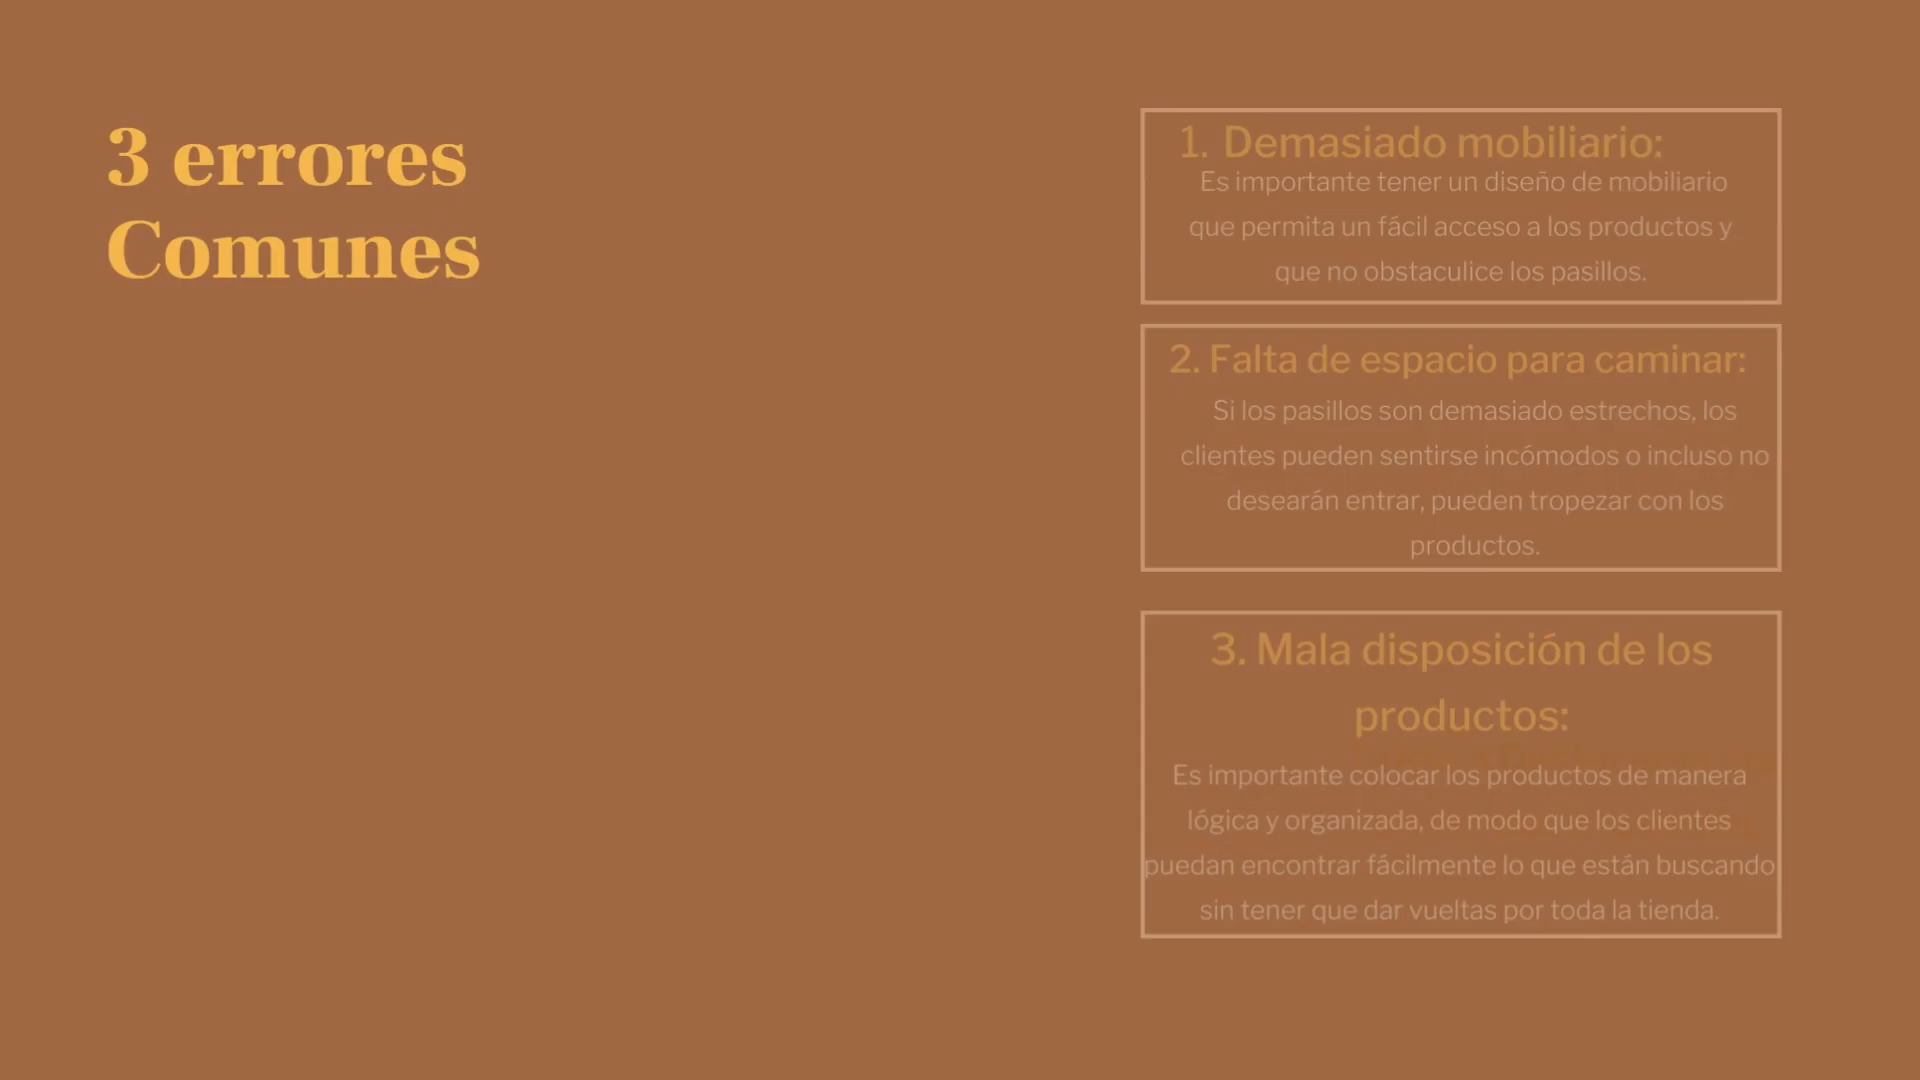 3 errores
Comunes
1. Demasiado mobiliario:
Es importante tener un diseño de mobiliario
que permita un fácil acceso a los productos y
que no obstaculice los pasillos.
2. Falta de espacio para caminar:
Si los pasillos son demasiado estrechos, los
clientes pueden sentirse incómodos o incluso no
desearán entrar, pueden tropezar con los
productos.
3. Mala disposición de los
productos:
Es importante colocar los productos de manera
lógica y organizada, de modo que los clientes
puedan encontrar fácilmente lo que están buscando
sin tener que dar vueltas por toda la tienda.